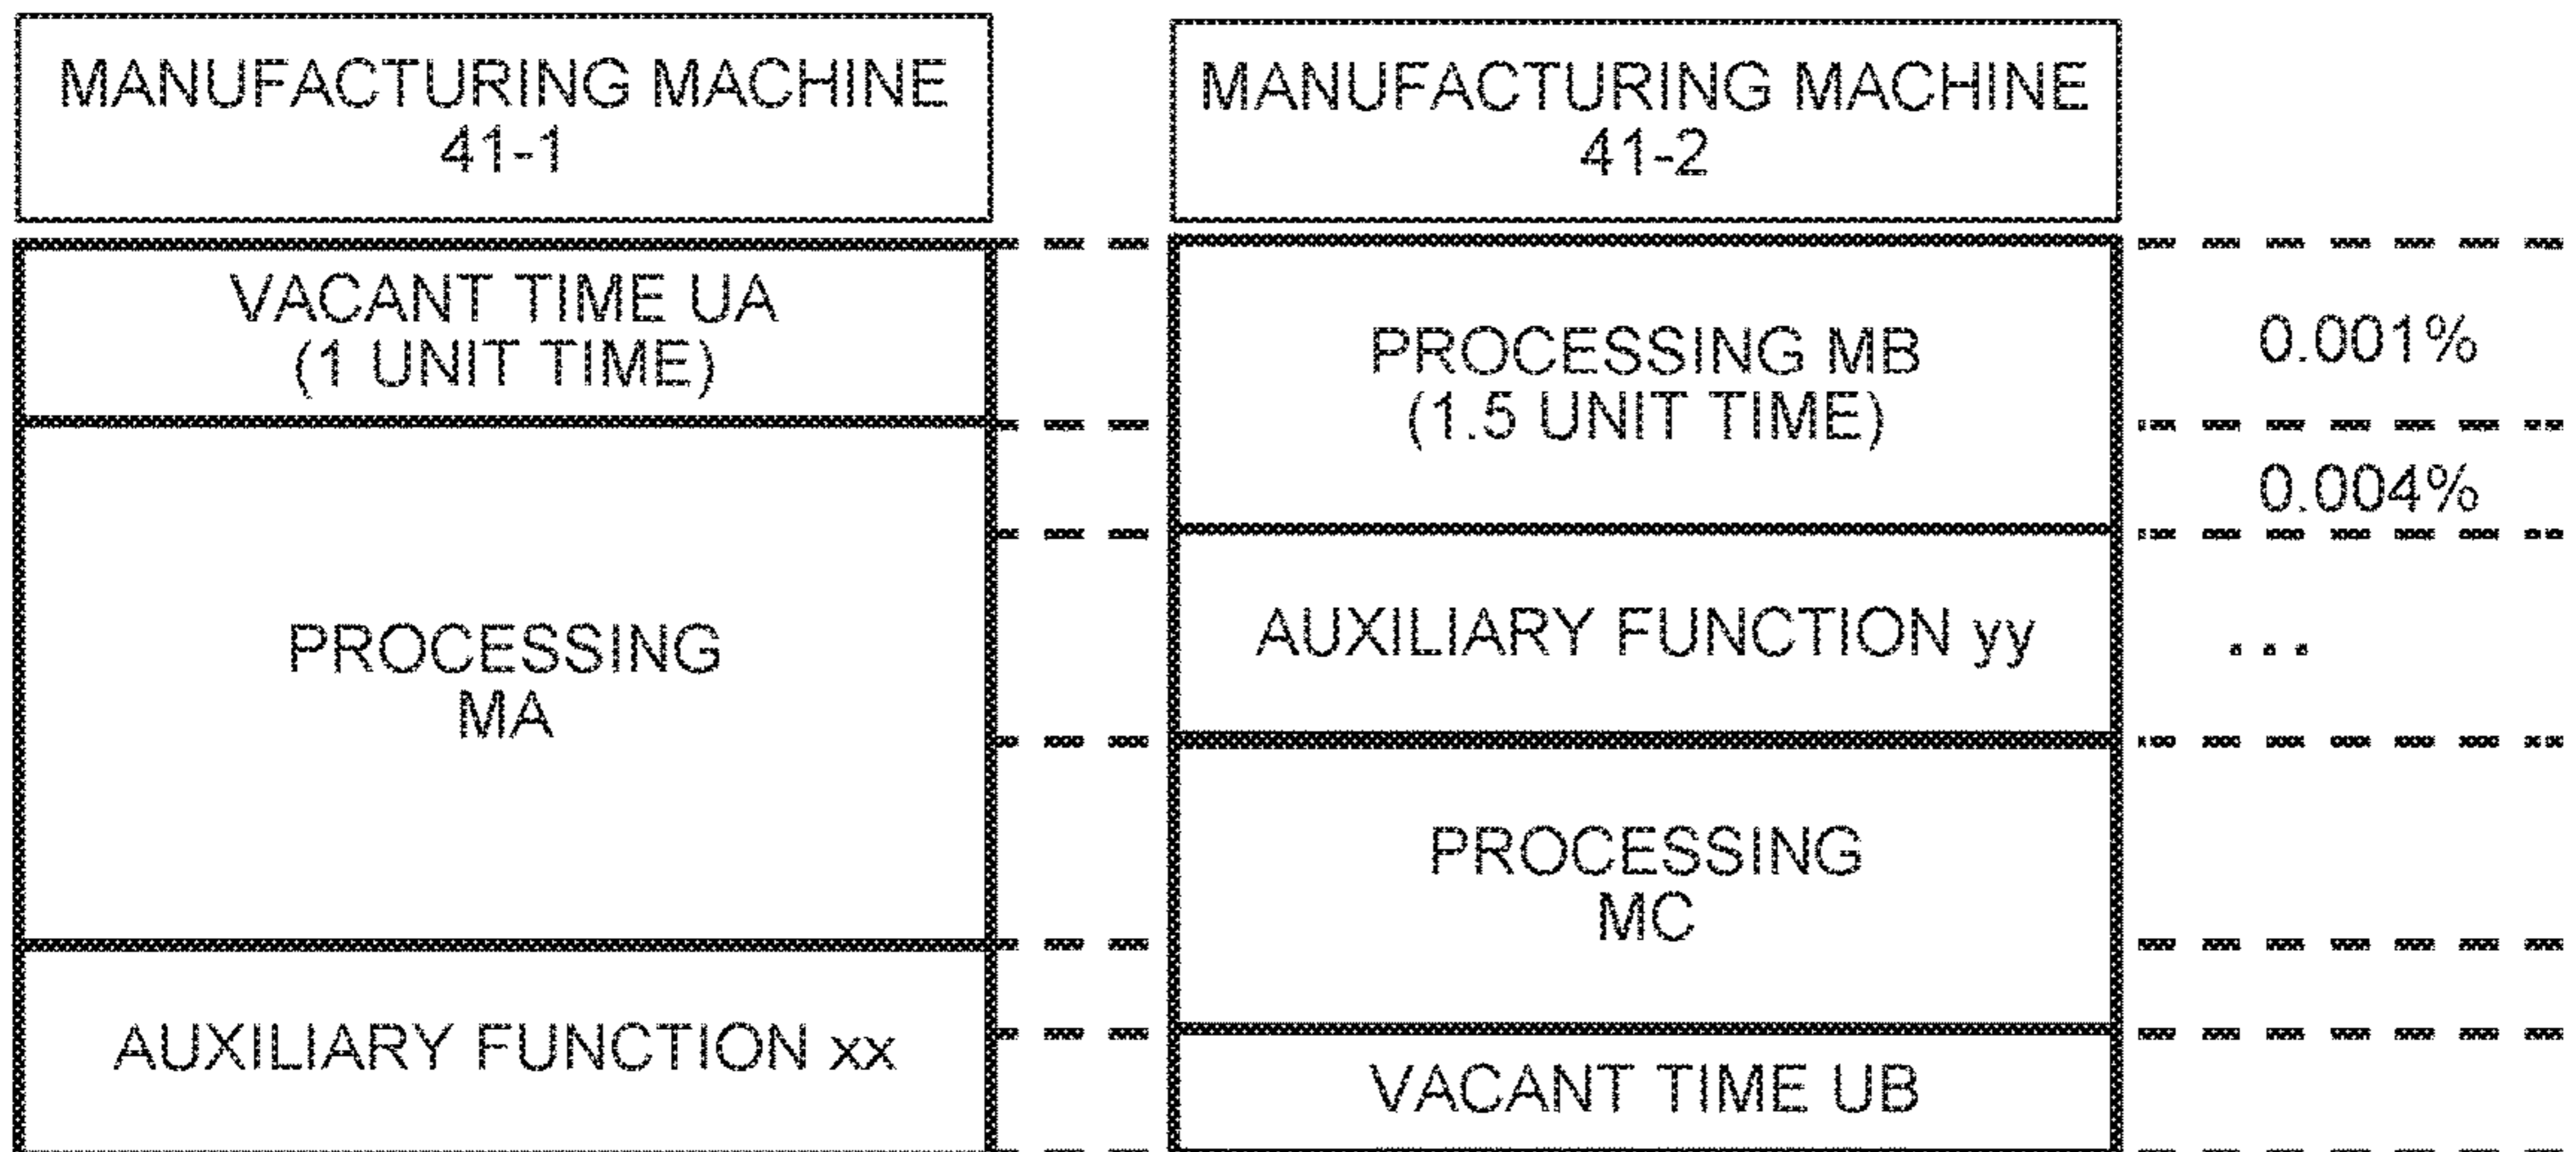 MANUFACTURING MACHINE
41-1
MANUFACTURING MACHINE
41-2
VACANT TIME UA
(1 UNIT TIME)
PROCESSING
MA
AUXILIARY FUNCTION xx
PROCESSING MB
(1.5 UNIT TIME)
AUXILIARY FUNCTION yy
PROCESSING
MC
VACANT TIME UB
0.001%
0.004%
...